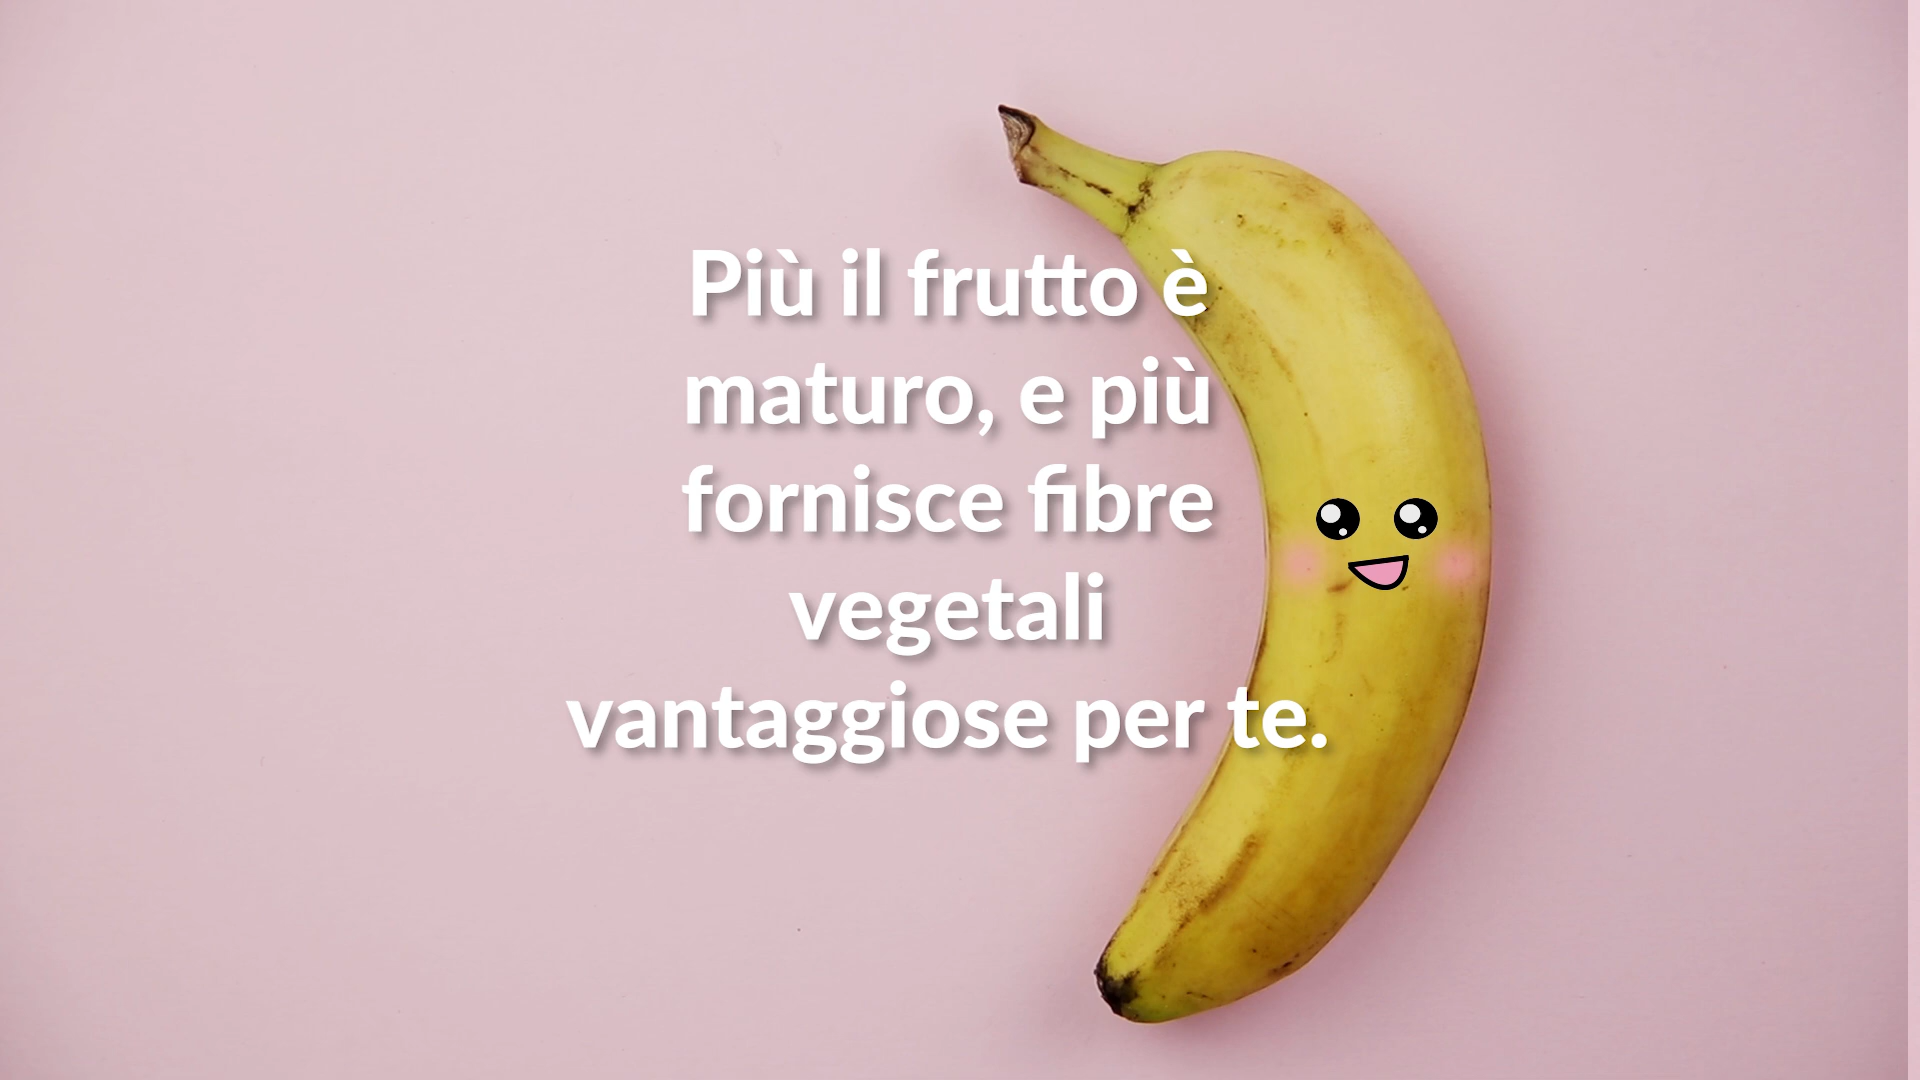 Più il frutto è
maturo, e più
fornisce fibre
vegetali
vantaggiose per te.